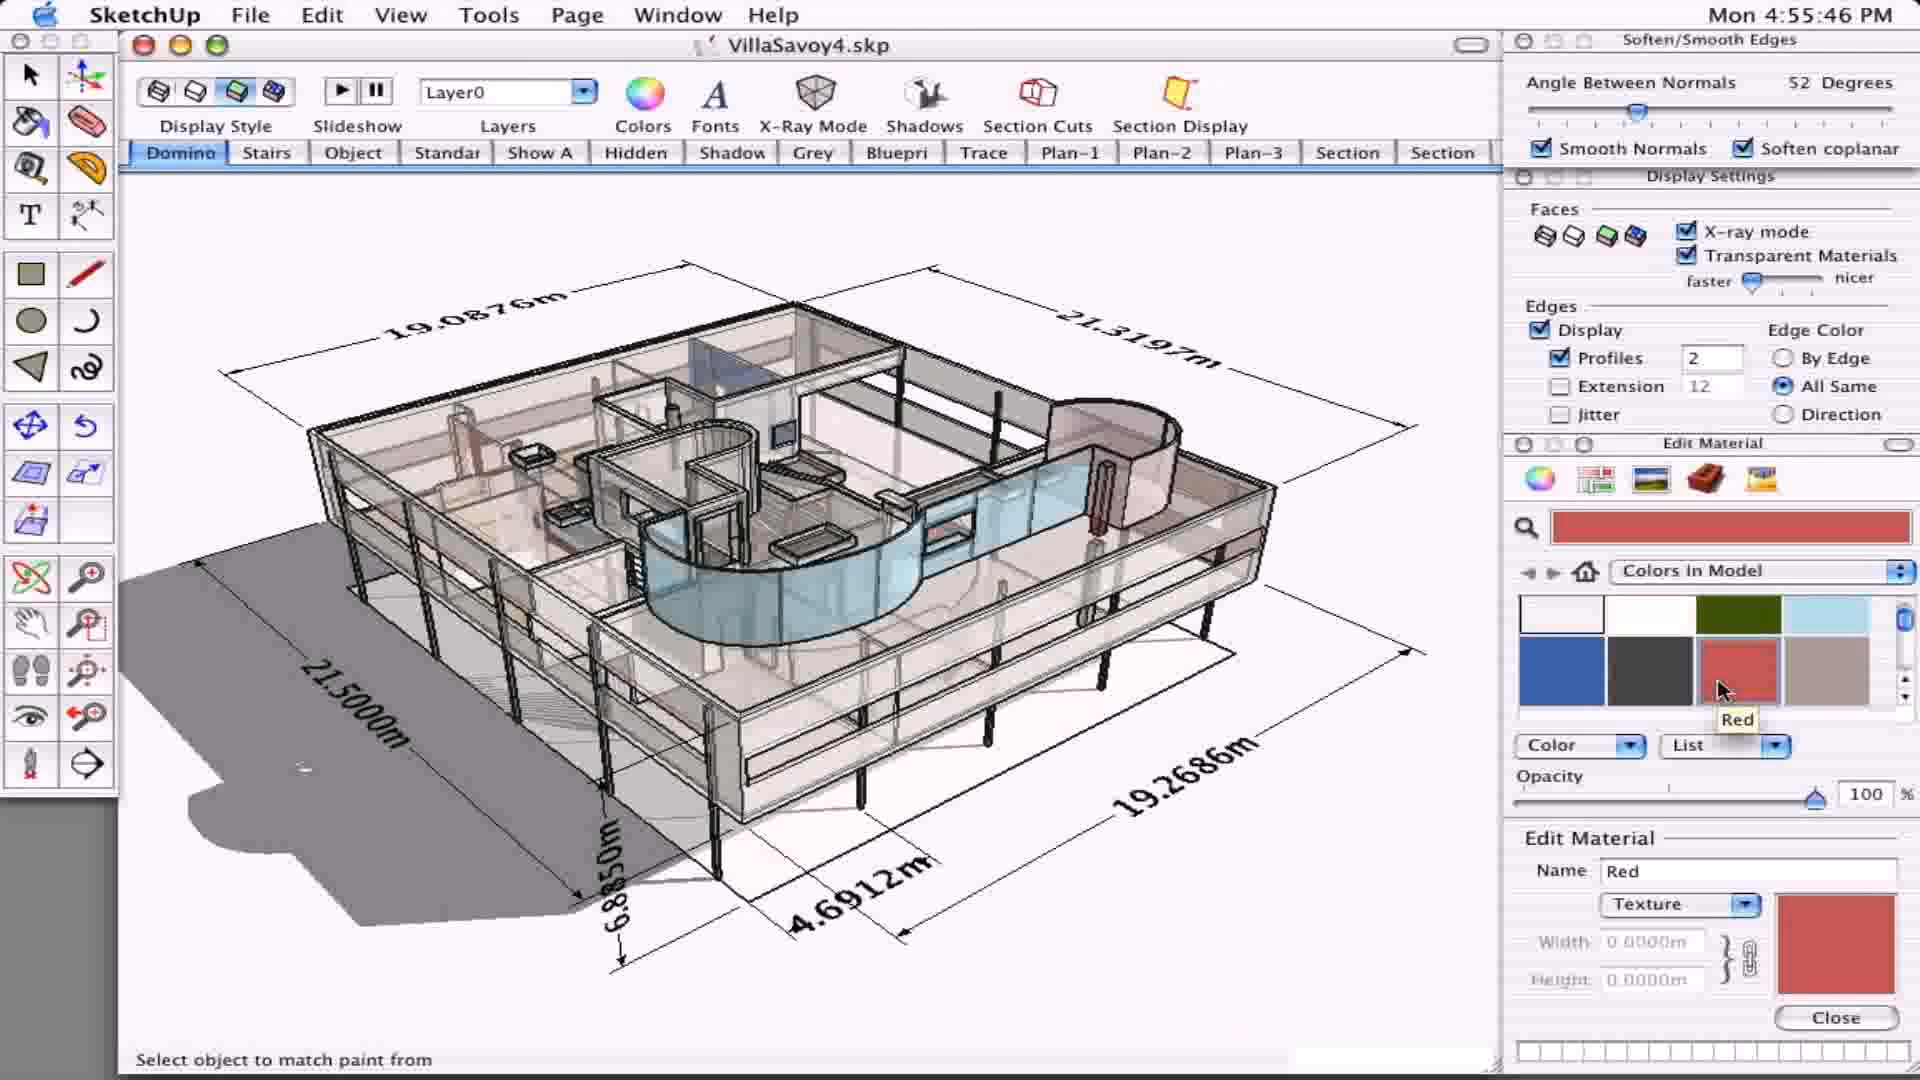 SketchUp File Edit View Tools Page Window Help Mon 4:55:46 PM
VillaSavoy4.skp
Layer0
Display Style Slideshow Layers Colors Fonts X-Ray Mode Shadows Section Cuts Section Display
Domino Stairs Object Standar Show A Hidden Shadow Grey Bluepri Trace Plan-1 Plan-2 Plan-3 Section Section
T
19.0876m
21.3197m
21.5000m
6.8850m
4.6912m
19.2686m
Select object to match paint from
Soften/Smooth Edges
Angle Between Normals 52 Degrees
Smooth Normals Soften coplanar
Display Settings
Faces
X-ray mode
Transparent Materials
faster nicer
Edges
Display Edge Color
Profiles 2 By Edge
Extension 12 All Same
Jitter Direction
Edit Material
Colors In Model
Red
Color List
Opacity
100 %
Edit Material
Name Red
Texture
Width: 0.0000m
Height: 0.0000m
Close